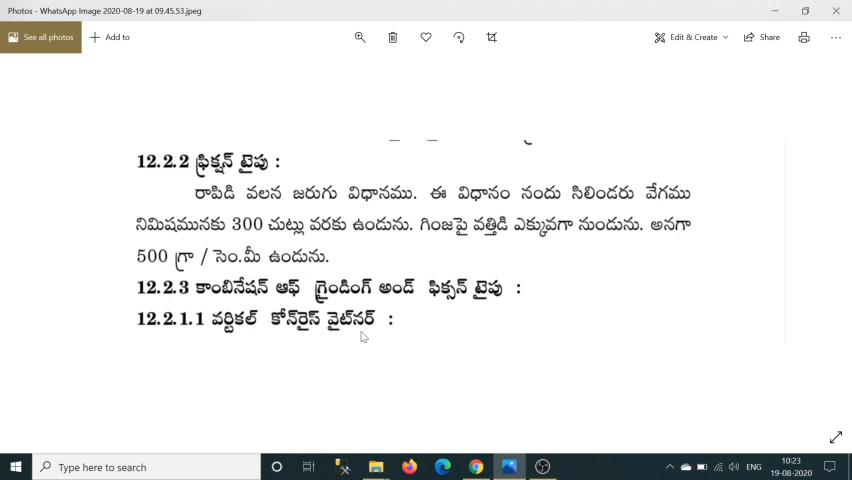 Photos - WhatsApp Image 2020-08-19 at 09.45.53.jpeg
See all photos
Add to
Edit & Create
Share
12.2.2 ఫ్రిక్షన్ టైపు :
రాపిడి వలన జరుగు విధానము. ఈ విధానం నందు సిలిండరు వేగము
నిమిషమునకు 300 చుట్లు వరకు ఉండును. గింజపై వత్తిడి ఎక్కువగా నుండును. అనగా
500 గ్రా / సెం.మీ ఉండును.
12.2.3 కాంబినేషన్ ఆఫ్ గ్రైండింగ్ అండ్ ఫిక్సన్ టైపు :
12.2.1.1 వర్టికల్ కోన్‌రైస్ వైట్‌నర్ :
Type here to search
ENG
10:23
19-08-2020